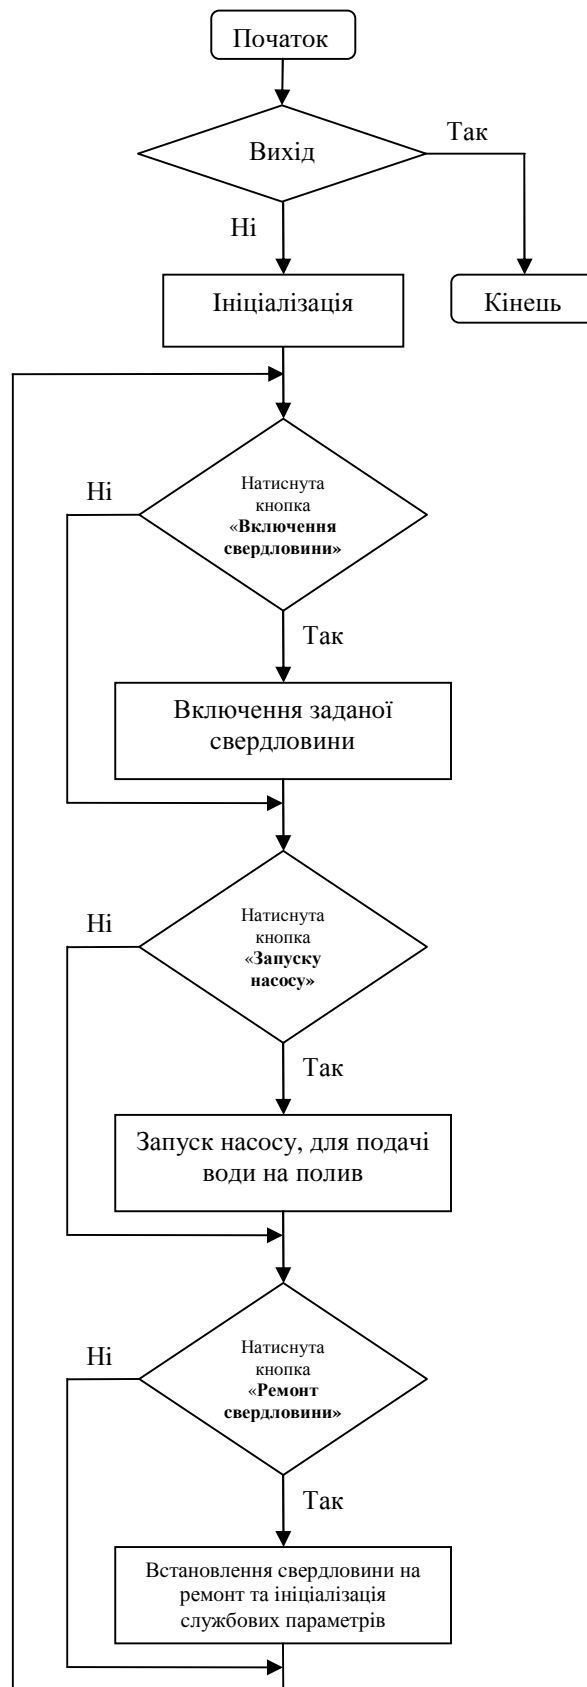 Початок
Вихід
Так
Ні
Ініціалізація
Кінець
Ні
Натиснута
кнопка
«Включення
свердловини»
Так
Включення заданої
свердловини
Ні
Натиснута
кнопка
«Запуску
насосу»
Так
Запуск насосу, для подачі
води на полив
Ні
Натиснута
кнопка
«Ремонт
свердловини»
Так
Встановлення свердловини на
ремонт та ініціалізація
службових параметрів